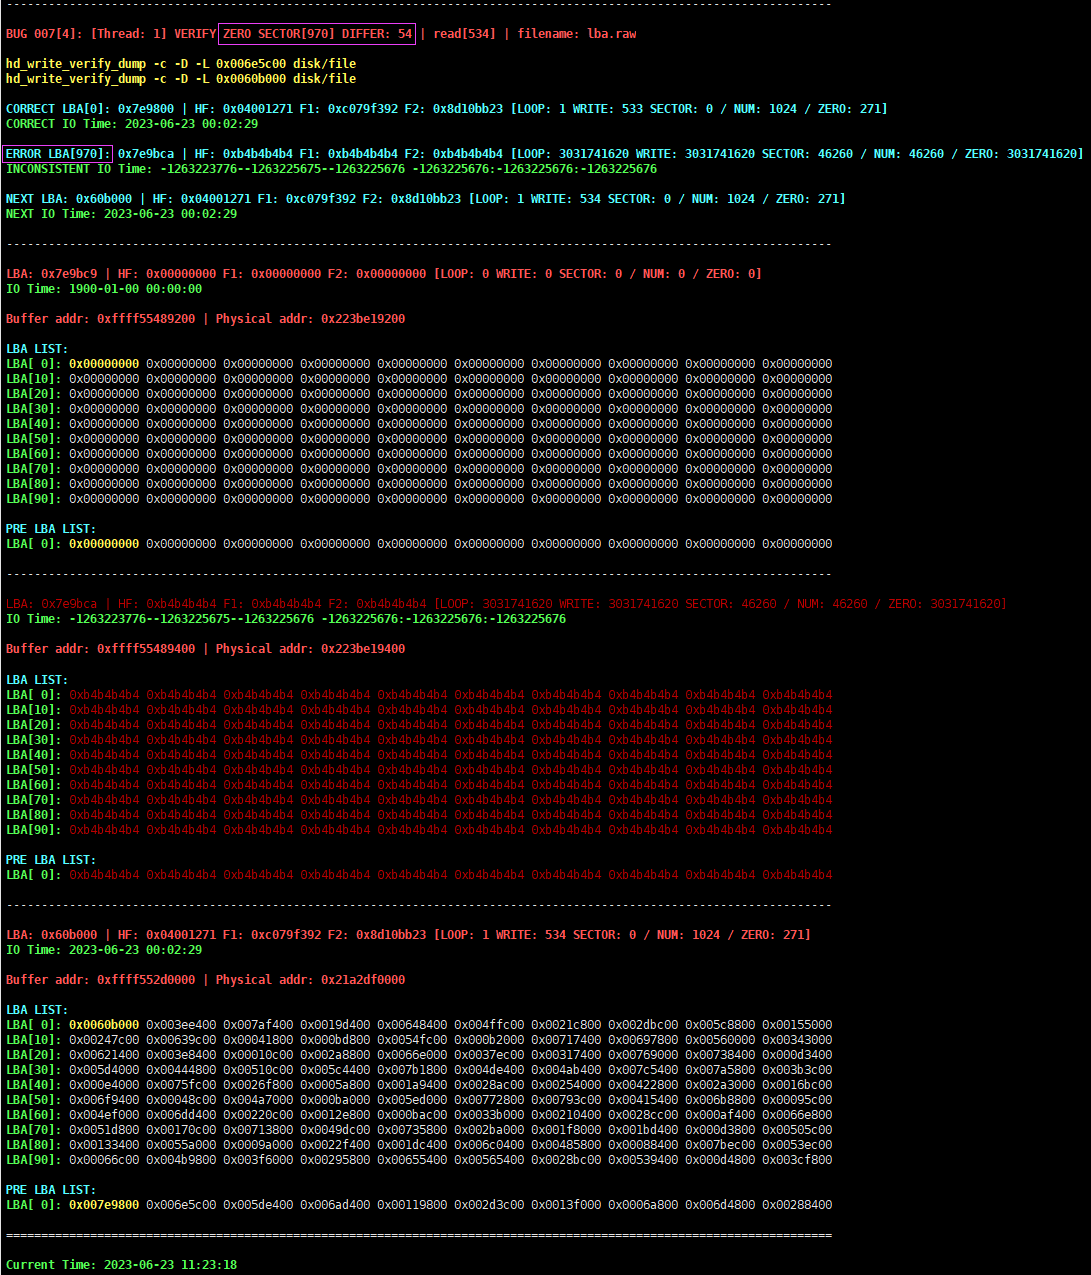 ----------------------------------------------------------------------------------------------------------------------
BUG 007[4]: [Thread: 1] VERIFY ZERO SECTOR[970] DIFFER: 54 | read[534] | filename: lba.raw
hd_write_verify_dump -c -D -L 0x006e5c00 disk/file
hd_write_verify_dump -c -D -L 0x0060b000 disk/file
CORRECT LBA[0]: 0x7e9800 | HF: 0x04001271 F1: 0xc079f392 F2: 0x8d10bb23 [LOOP: 1 WRITE: 533 SECTOR: 0 / NUM: 1024 / ZERO: 271]
CORRECT IO Time: 2023-06-23 00:02:29
ERROR LBA[970]: 0x7e9bca | HF: 0xb4b4b4b4 F1: 0xb4b4b4b4 F2: 0xb4b4b4b4 [LOOP: 3031741620 WRITE: 3031741620 SECTOR: 46260 / NUM: 46260 / ZERO: 3031741620]
INCONSISTENT IO Time: -1263223776--1263225675--1263225676 -1263225676:-1263225676:-1263225676
NEXT LBA: 0x60b000 | HF: 0x04001271 F1: 0xc079f392 F2: 0x8d10bb23 [LOOP: 1 WRITE: 534 SECTOR: 0 / NUM: 1024 / ZERO: 271]
NEXT IO Time: 2023-06-23 00:02:29
----------------------------------------------------------------------------------------------------------------------
LBA: 0x7e9bc9 | HF: 0x00000000 F1: 0x00000000 F2: 0x00000000 [LOOP: 0 WRITE: 0 SECTOR: 0 / NUM: 0 / ZERO: 0]
IO Time: 1900-01-00 00:00:00
Buffer addr: 0xffff55489200 | Physical addr: 0x223be19200
LBA LIST:
LBA[ 0]: 0x00000000 0x00000000 0x00000000 0x00000000 0x00000000 0x00000000 0x00000000 0x00000000 0x00000000 0x00000000
LBA[10]: 0x00000000 0x00000000 0x00000000 0x00000000 0x00000000 0x00000000 0x00000000 0x00000000 0x00000000 0x00000000
LBA[20]: 0x00000000 0x00000000 0x00000000 0x00000000 0x00000000 0x00000000 0x00000000 0x00000000 0x00000000 0x00000000
LBA[30]: 0x00000000 0x00000000 0x00000000 0x00000000 0x00000000 0x00000000 0x00000000 0x00000000 0x00000000 0x00000000
LBA[40]: 0x00000000 0x00000000 0x00000000 0x00000000 0x00000000 0x00000000 0x00000000 0x00000000 0x00000000 0x00000000
LBA[50]: 0x00000000 0x00000000 0x00000000 0x00000000 0x00000000 0x00000000 0x00000000 0x00000000 0x00000000 0x00000000
LBA[60]: 0x00000000 0x00000000 0x00000000 0x00000000 0x00000000 0x00000000 0x00000000 0x00000000 0x00000000 0x00000000
LBA[70]: 0x00000000 0x00000000 0x00000000 0x00000000 0x00000000 0x00000000 0x00000000 0x00000000 0x00000000 0x00000000
LBA[80]: 0x00000000 0x00000000 0x00000000 0x00000000 0x00000000 0x00000000 0x00000000 0x00000000 0x00000000 0x00000000
LBA[90]: 0x00000000 0x00000000 0x00000000 0x00000000 0x00000000 0x00000000 0x00000000 0x00000000 0x00000000 0x00000000
PRE LBA LIST:
LBA[ 0]: 0x00000000 0x00000000 0x00000000 0x00000000 0x00000000 0x00000000 0x00000000 0x00000000 0x00000000 0x00000000
----------------------------------------------------------------------------------------------------------------------
LBA: 0x7e9bca | HF: 0xb4b4b4b4 F1: 0xb4b4b4b4 F2: 0xb4b4b4b4 [LOOP: 3031741620 WRITE: 3031741620 SECTOR: 46260 / NUM: 46260 / ZERO: 3031741620]
IO Time: -1263223776--1263225675--1263225676 -1263225676:-1263225676:-1263225676
Buffer addr: 0xffff55489400 | Physical addr: 0x223be19400
LBA LIST:
LBA[ 0]: 0xb4b4b4b4 0xb4b4b4b4 0xb4b4b4b4 0xb4b4b4b4 0xb4b4b4b4 0xb4b4b4b4 0xb4b4b4b4 0xb4b4b4b4 0xb4b4b4b4 0xb4b4b4b4
LBA[10]: 0xb4b4b4b4 0xb4b4b4b4 0xb4b4b4b4 0xb4b4b4b4 0xb4b4b4b4 0xb4b4b4b4 0xb4b4b4b4 0xb4b4b4b4 0xb4b4b4b4 0xb4b4b4b4
LBA[20]: 0xb4b4b4b4 0xb4b4b4b4 0xb4b4b4b4 0xb4b4b4b4 0xb4b4b4b4 0xb4b4b4b4 0xb4b4b4b4 0xb4b4b4b4 0xb4b4b4b4 0xb4b4b4b4
LBA[30]: 0xb4b4b4b4 0xb4b4b4b4 0xb4b4b4b4 0xb4b4b4b4 0xb4b4b4b4 0xb4b4b4b4 0xb4b4b4b4 0xb4b4b4b4 0xb4b4b4b4 0xb4b4b4b4
LBA[40]: 0xb4b4b4b4 0xb4b4b4b4 0xb4b4b4b4 0xb4b4b4b4 0xb4b4b4b4 0xb4b4b4b4 0xb4b4b4b4 0xb4b4b4b4 0xb4b4b4b4 0xb4b4b4b4
LBA[50]: 0xb4b4b4b4 0xb4b4b4b4 0xb4b4b4b4 0xb4b4b4b4 0xb4b4b4b4 0xb4b4b4b4 0xb4b4b4b4 0xb4b4b4b4 0xb4b4b4b4 0xb4b4b4b4
LBA[60]: 0xb4b4b4b4 0xb4b4b4b4 0xb4b4b4b4 0xb4b4b4b4 0xb4b4b4b4 0xb4b4b4b4 0xb4b4b4b4 0xb4b4b4b4 0xb4b4b4b4 0xb4b4b4b4
LBA[70]: 0xb4b4b4b4 0xb4b4b4b4 0xb4b4b4b4 0xb4b4b4b4 0xb4b4b4b4 0xb4b4b4b4 0xb4b4b4b4 0xb4b4b4b4 0xb4b4b4b4 0xb4b4b4b4
LBA[80]: 0xb4b4b4b4 0xb4b4b4b4 0xb4b4b4b4 0xb4b4b4b4 0xb4b4b4b4 0xb4b4b4b4 0xb4b4b4b4 0xb4b4b4b4 0xb4b4b4b4 0xb4b4b4b4
LBA[90]: 0xb4b4b4b4 0xb4b4b4b4 0xb4b4b4b4 0xb4b4b4b4 0xb4b4b4b4 0xb4b4b4b4 0xb4b4b4b4 0xb4b4b4b4 0xb4b4b4b4 0xb4b4b4b4
PRE LBA LIST:
LBA[ 0]: 0xb4b4b4b4 0xb4b4b4b4 0xb4b4b4b4 0xb4b4b4b4 0xb4b4b4b4 0xb4b4b4b4 0xb4b4b4b4 0xb4b4b4b4 0xb4b4b4b4 0xb4b4b4b4
----------------------------------------------------------------------------------------------------------------------
LBA: 0x60b000 | HF: 0x04001271 F1: 0xc079f392 F2: 0x8d10bb23 [LOOP: 1 WRITE: 534 SECTOR: 0 / NUM: 1024 / ZERO: 271]
IO Time: 2023-06-23 00:02:29
Buffer addr: 0xffff552d0000 | Physical addr: 0x21a2df0000
LBA LIST:
LBA[ 0]: 0x0060b000 0x003ee400 0x007af400 0x0019d400 0x00648400 0x004ffc00 0x0021c800 0x002dbc00 0x005c8800 0x00155000
LBA[10]: 0x00247c00 0x00639c00 0x00041800 0x000bd800 0x0054fc00 0x000b2000 0x00717400 0x00697800 0x00560000 0x00343000
LBA[20]: 0x00621400 0x003e8400 0x00010c00 0x002a8800 0x0066e000 0x0037ec00 0x00317400 0x00769000 0x00738400 0x000d3400
LBA[30]: 0x005d4000 0x00444800 0x00510c00 0x005c4400 0x007b1800 0x004de400 0x004ab400 0x007c5400 0x007a5800 0x003b3c00
LBA[40]: 0x000e4000 0x0075fc00 0x0026f800 0x0005a800 0x001a9400 0x0028ac00 0x00254000 0x00422800 0x002a3000 0x0016bc00
LBA[50]: 0x006f9400 0x00048c00 0x004a7000 0x000ba000 0x005ed000 0x00772800 0x00793c00 0x00415400 0x006b8800 0x00095c00
LBA[60]: 0x004ef000 0x006dd400 0x00220c00 0x0012e800 0x000bac00 0x0033b000 0x00210400 0x0028cc00 0x000af400 0x0066e800
LBA[70]: 0x0051d800 0x00170c00 0x00713800 0x0049dc00 0x00735800 0x002ba000 0x001f8000 0x001bd400 0x000d3800 0x00505c00
LBA[80]: 0x00133400 0x0055a000 0x0009a000 0x0022f400 0x001dc400 0x006c0400 0x00485800 0x00088400 0x007bec00 0x0053ec00
LBA[90]: 0x00066c00 0x004b9800 0x003f6000 0x00295800 0x00655400 0x00565400 0x0028bc00 0x00539400 0x000d4800 0x003cf800
PRE LBA LIST:
LBA[ 0]: 0x007e9800 0x006e5c00 0x005de400 0x006ad400 0x00119800 0x002d3c00 0x0013f000 0x0006a800 0x006d4800 0x00288400
======================================================================================================================
Current Time: 2023-06-23 11:23:18